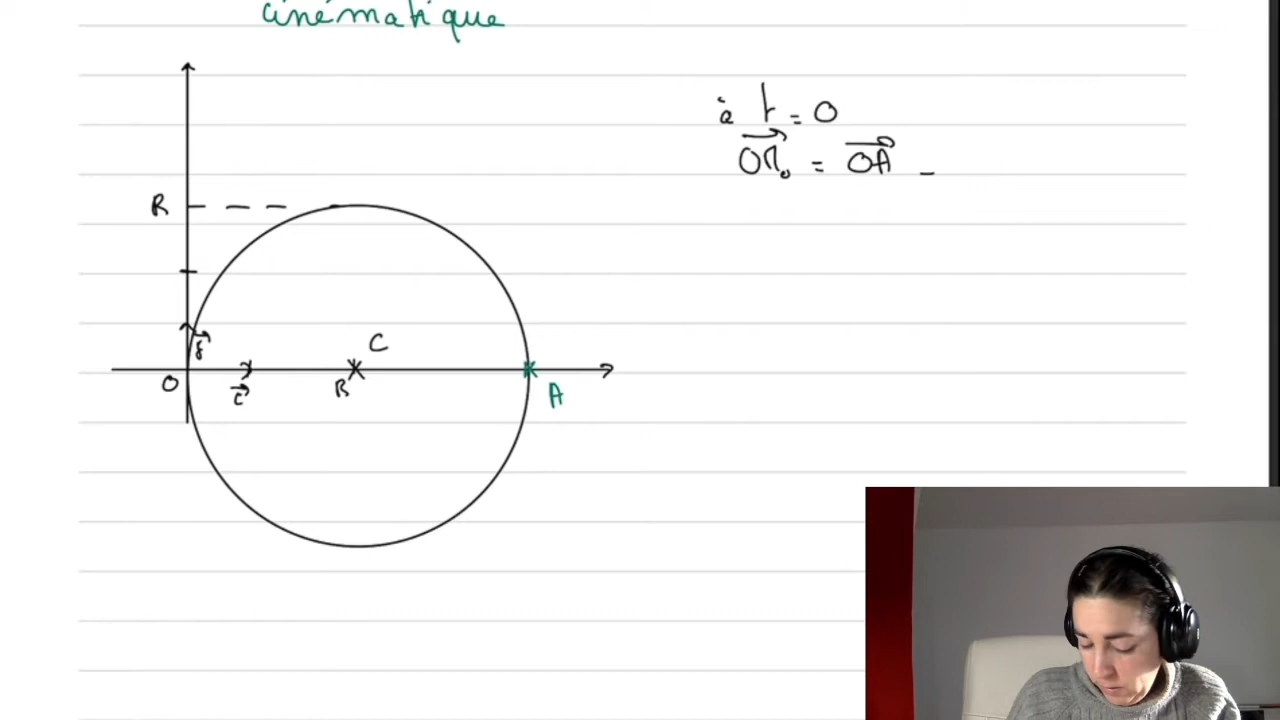 cinématique
à t = 0
OM₀ = OA =
R
j
C
O
i
R
A